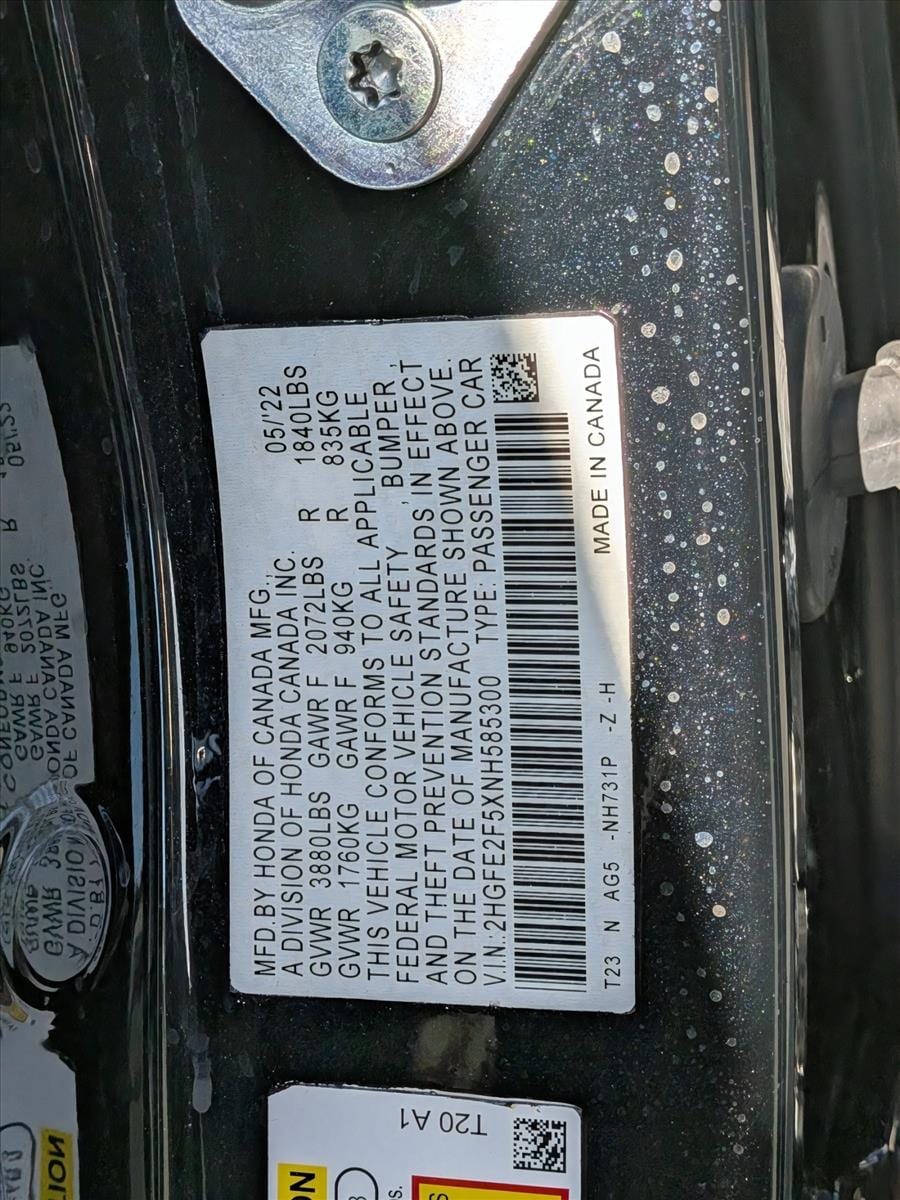 MFD.BY HONDA OF CANADA MFG., 05/22
A DIVISION OF HONDA CANADA INC.
GVWR 3880LBS GAWR F 2072LBS R 1840LBS
GVWR 1760KG GAWR F 940KG R 835KG
THIS VEHICLE CONFORMS TO ALL APPLICABLE
FEDERAL MOTOR VEHICLE SAFETY , BUMPER ,
AND THEFT PREVENTION STANDARDS IN EFFECT
ON THE DATE OF MANUFACTURE SHOWN ABOVE.
V.I.N.:2HGFE2F5XNH585300 TYPE:PASSENGER CAR
T23 N AG5 -NH731P -Z -H MADE IN CANADA
T20 A1